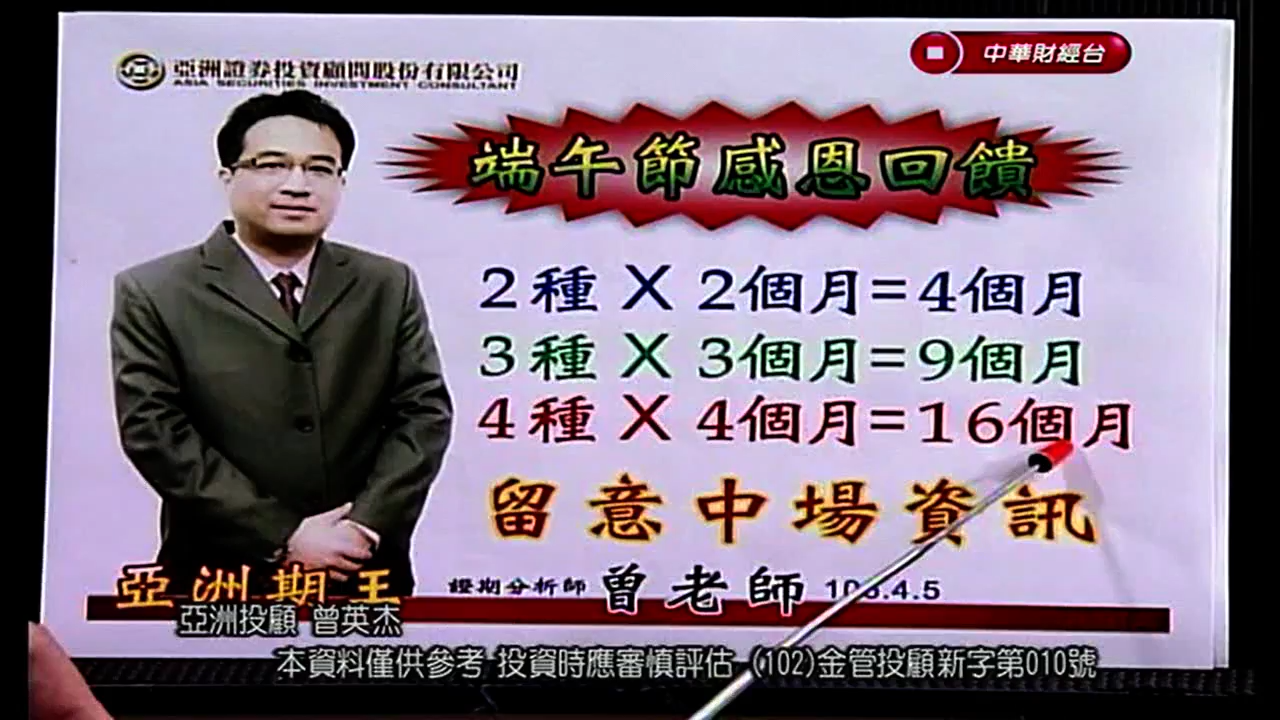 中華財經台
亞洲證券投資顧問股份有限公司
ASIA SECURITIES INVESTMENT CONSULTANT
端午節感恩回饋
2種 X 2個月=4個月
3種 X 3個月=9個月
4種 X 4個月=16個月
留意中場資訊
亞洲期王 證期分析師 曾老師
亞洲投顧 曾英杰
本資料僅供參考 投資時應審慎評估 (102)金管投顧新字第010號